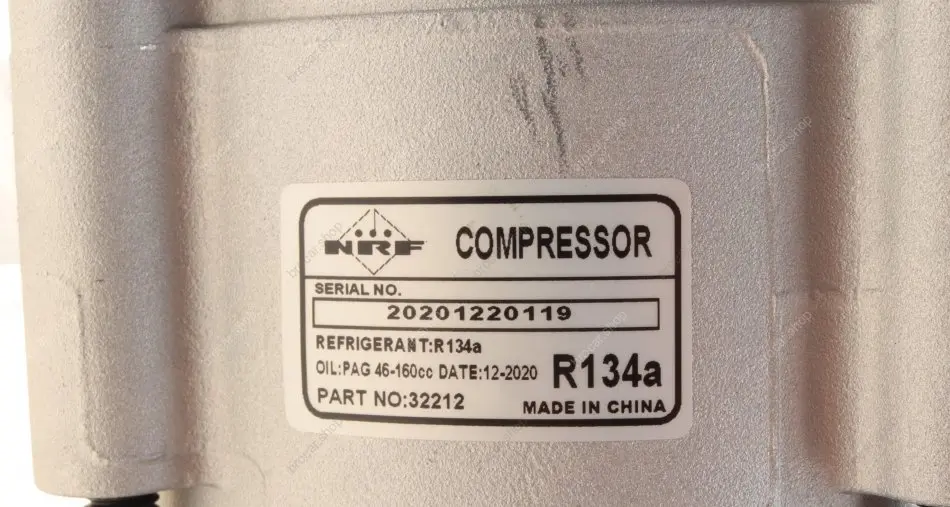 NRF COMPRESSOR
SERIAL NO.
20201220119
REFRIGERANT:R134a
OIL:PAG 46-160cc DATE:12-2020 R134a
PART NO:32212 MADE IN CHINA